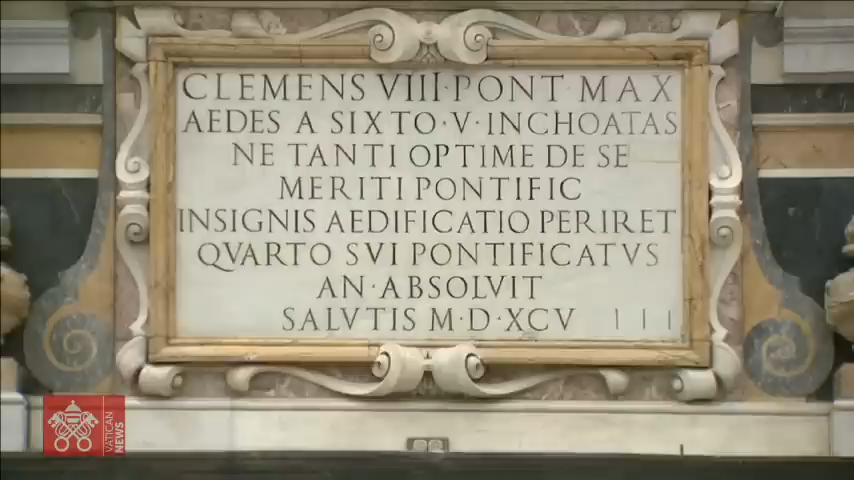 CLEMENS VIII·PONT MAX
AEDES A SIXTO·V·INCHOATAS
NE TANTI OPTIME DE SE
MERITI PONTIFIC
INSIGNIS AEDIFICATIO PERIRET
QVARTO SVI PONTIFICATVS
AN·ABSOLVIT
SALVTIS M·D·XCV III
VATICAN
NEWS